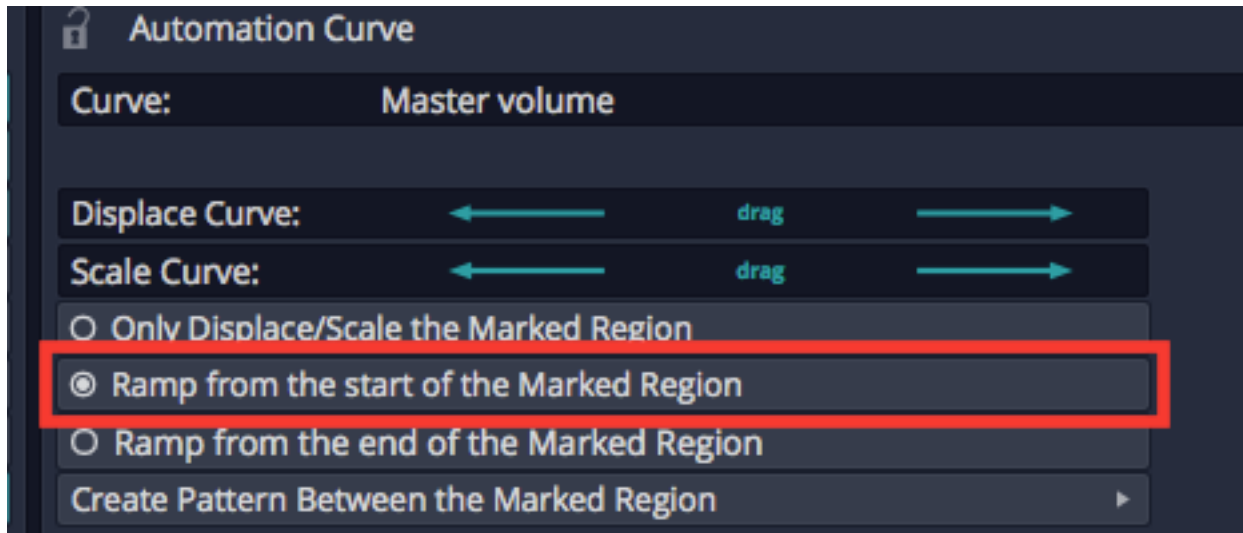 Automation Curve
Curve: Master volume
Displace Curve: drag
Scale Curve: drag
Only Displace/Scale the Marked Region
Ramp from the start of the Marked Region
Ramp from the end of the Marked Region
Create Pattern Between the Marked Region